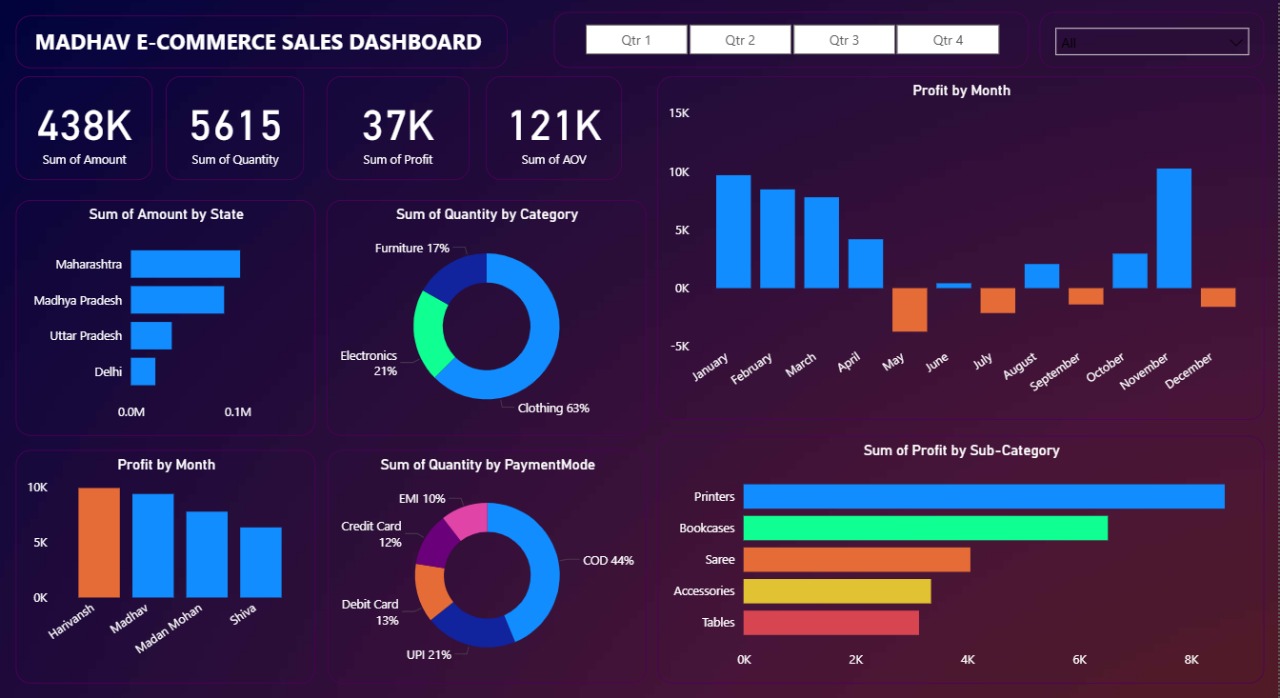 MADHAV E-COMMERCE SALES DASHBOARD
Qtr 1
Qtr 2
Qtr 3
Qtr 4
All
438K
Sum of Amount
5615
Sum of Quantity
37K
Sum of Profit
121K
Sum of AOV
Profit by Month
15K
10K
5K
0K
-5K
January
February
March
April
May
June
July
August
September
October
November
December
Sum of Amount by State
Maharashtra
Madhya Pradesh
Uttar Pradesh
Delhi
0.0M
0.1M
Sum of Quantity by Category
Furniture 17%
Electronics
21%
Clothing 63%
Profit by Month
10K
5K
0K
Harivansh
Madhav
Madan Mohan
Shiva
Sum of Quantity by PaymentMode
EMI 10%
Credit Card
12%
COD 44%
Debit Card
13%
UPI 21%
Sum of Profit by Sub-Category
Printers
Bookcases
Saree
Accessories
Tables
0K
2K
4K
6K
8K